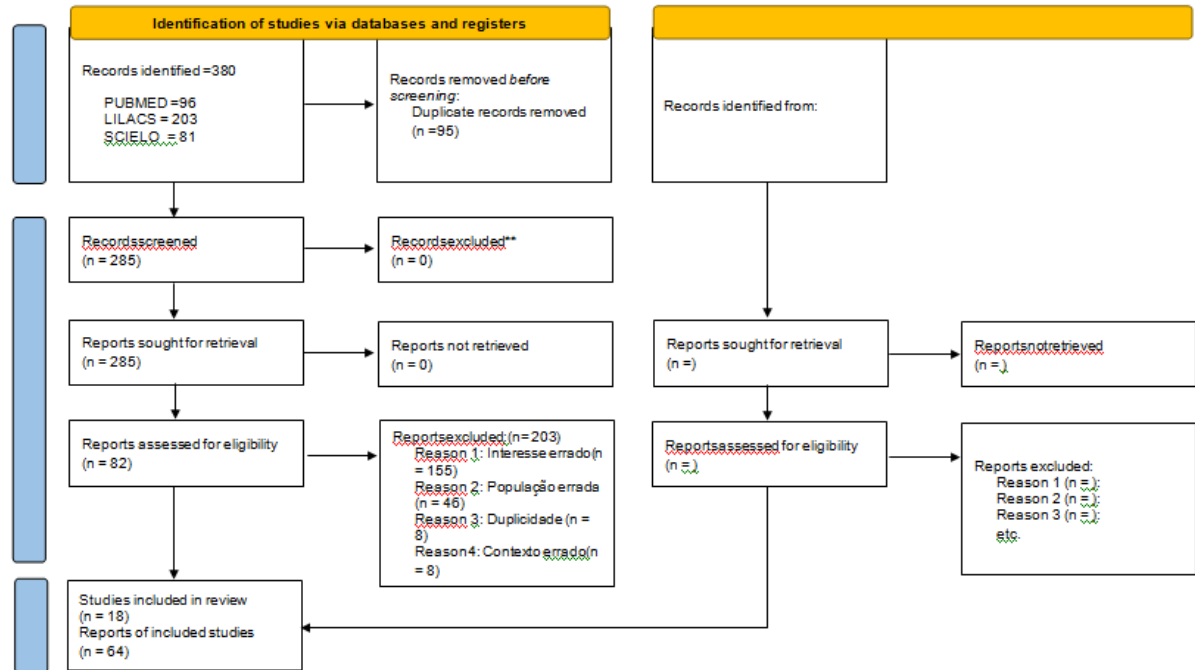 Identification of studies via databases and registers
Records identified =380
PUBMED =96
LILACS = 203
SCIELO = 81
Records removed before
screening:
Duplicate records removed
(n =95)
Recordsscreened
(n = 285)
Recordsexcluded**
(n = 0)
Reports sought for retrieval
(n = 285)
Reports not retrieved
(n = 0)
Reports assessed for eligibility
(n = 82)
Reportsexcluded:(n= 203)
Reason 1: Interesse errado(n
= 155)
Reason 2: População errada
(n = 46)
Reason 3: Duplicidade (n =
8)
Reason4: Contexto errado(n
= 8)
Studies included in review
(n = 18)
Reports of included studies
(n = 64)
Records identified from:
Reports sought for retrieval
(n =)
Reportsnotretrieved
(n = )
Reportsassessed for eligibility
(n = )
Reports excluded:
Reason 1 (n = ):
Reason 2 (n = ):
Reason 3 (n = ):
etc.